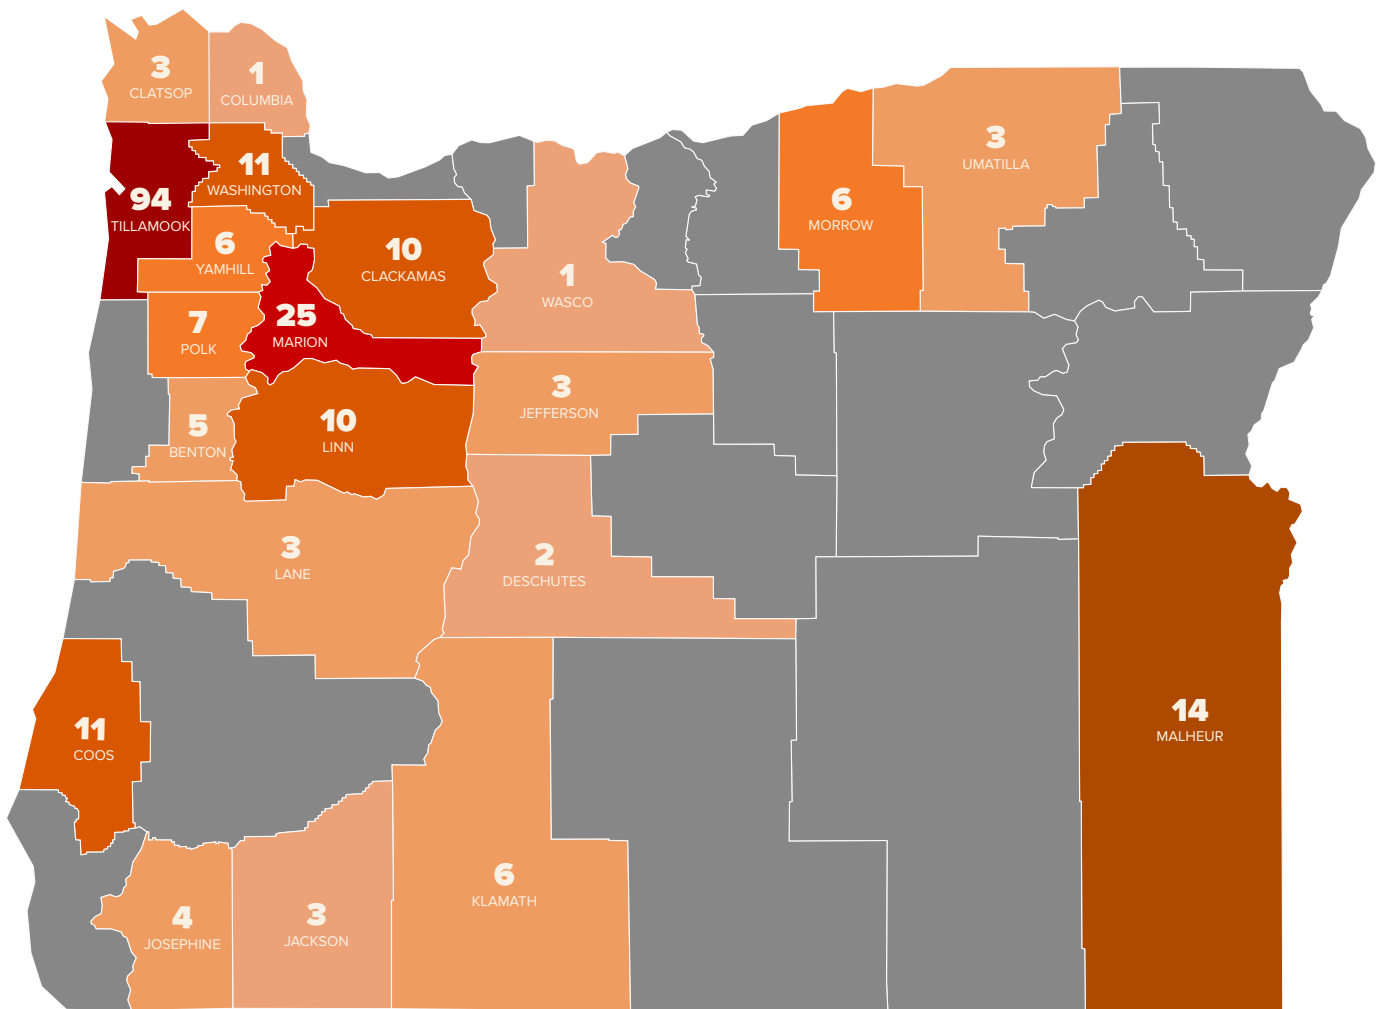 3
CLATSOP
1
COLUMBIA
11
WASHINGTON
94
TILLAMOOK
6
YAMHILL
10
CLACKAMAS
1
WASCO
6
MORROW
3
UMATILLA
7
POLK
25
MARION
3
JEFFERSON
5
BENTON
10
LINN
3
LANE
2
DESCHUTES
11
COOS
14
MALHEUR
4
JOSEPHINE
3
JACKSON
6
KLAMATH